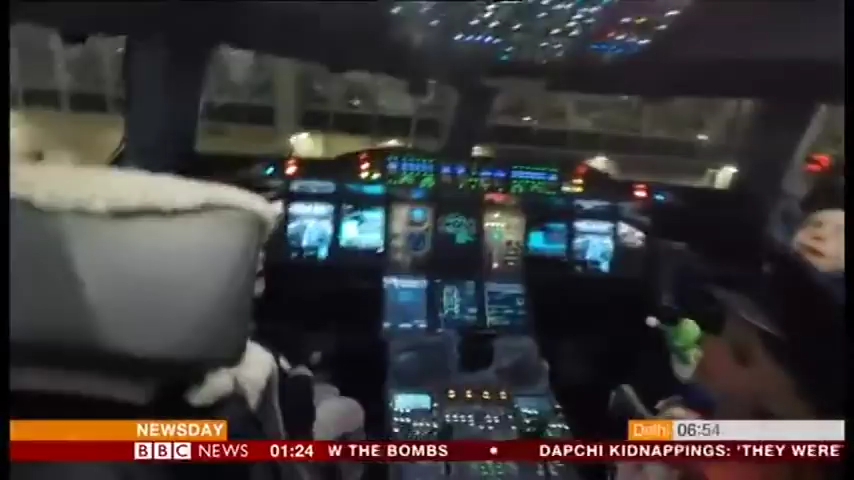 NEWSDAY
Delhi 06:54
BBC NEWS 01:24 W THE BOMBS • DAPCHI KIDNAPPINGS: 'THEY WERE